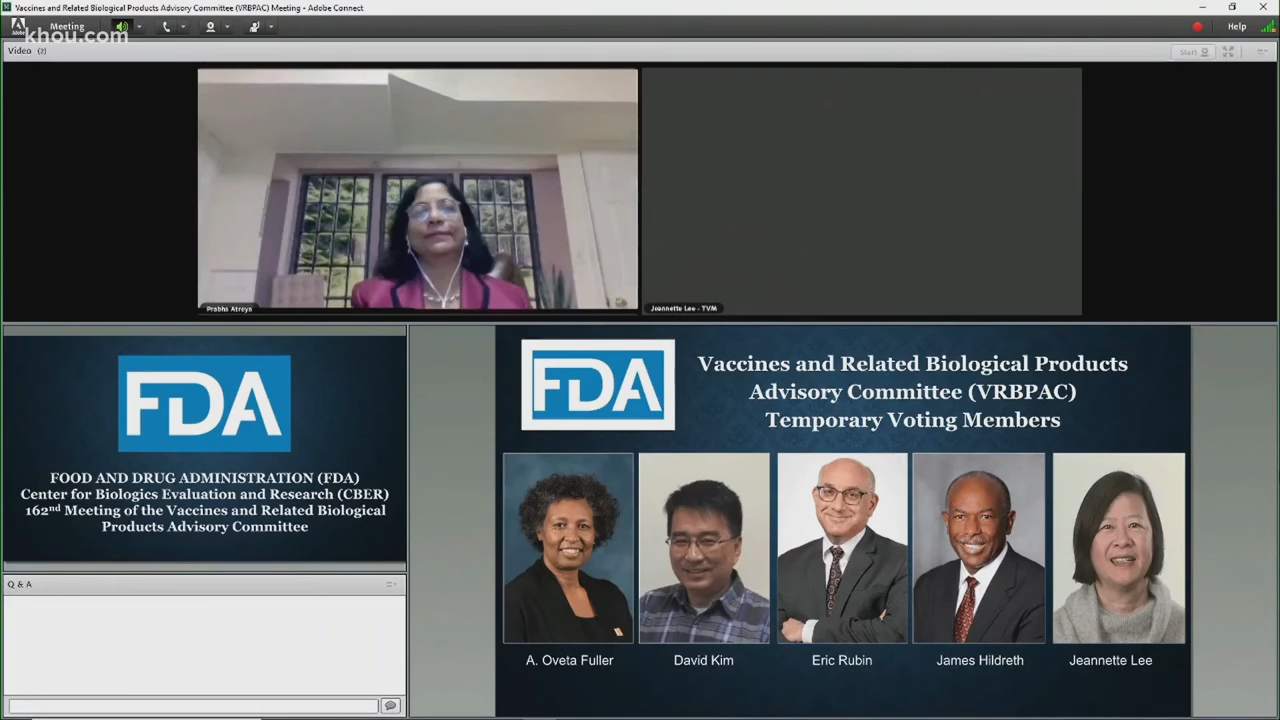 Vaccines and Related Biological Products Advisory Committee (VRBPAC) Meeting - Adobe Connect
Meeting
Help
khou.com
Video (2)
Start
Prabha Atreya
Jeannette Lee - TVM
FDA
FOOD AND DRUG ADMINISTRATION (FDA)
Center for Biologics Evaluation and Research (CBER)
162nd Meeting of the Vaccines and Related Biological
Products Advisory Committee
Q & A
FDA
Vaccines and Related Biological Products
Advisory Committee (VRBPAC)
Temporary Voting Members
A. Oveta Fuller
David Kim
Eric Rubin
James Hildreth
Jeannette Lee